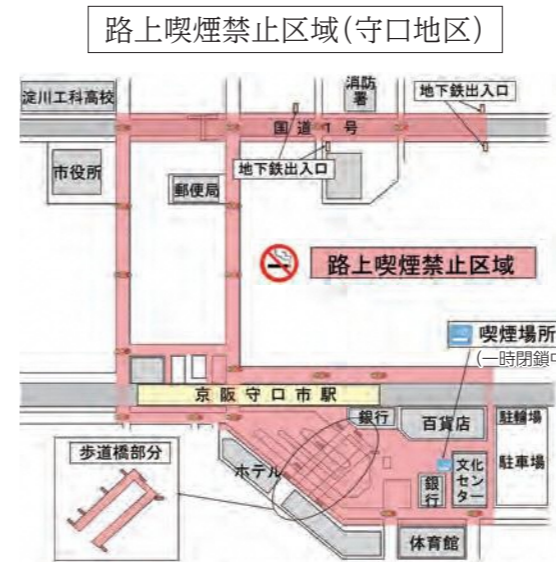 路上喫煙禁止区域(守口地区)
淀川工科高校
消防
署
地下鉄出入口
国道1号
市役所
地下鉄出入口
郵便局
路上喫煙禁止区域
喫煙場所
(一時閉鎖中
京阪守口市駅
銀行
百貨店
駐輪場
歩道橋部分
ホテル
文化
セン
ター
銀
行
駐車場
体育館